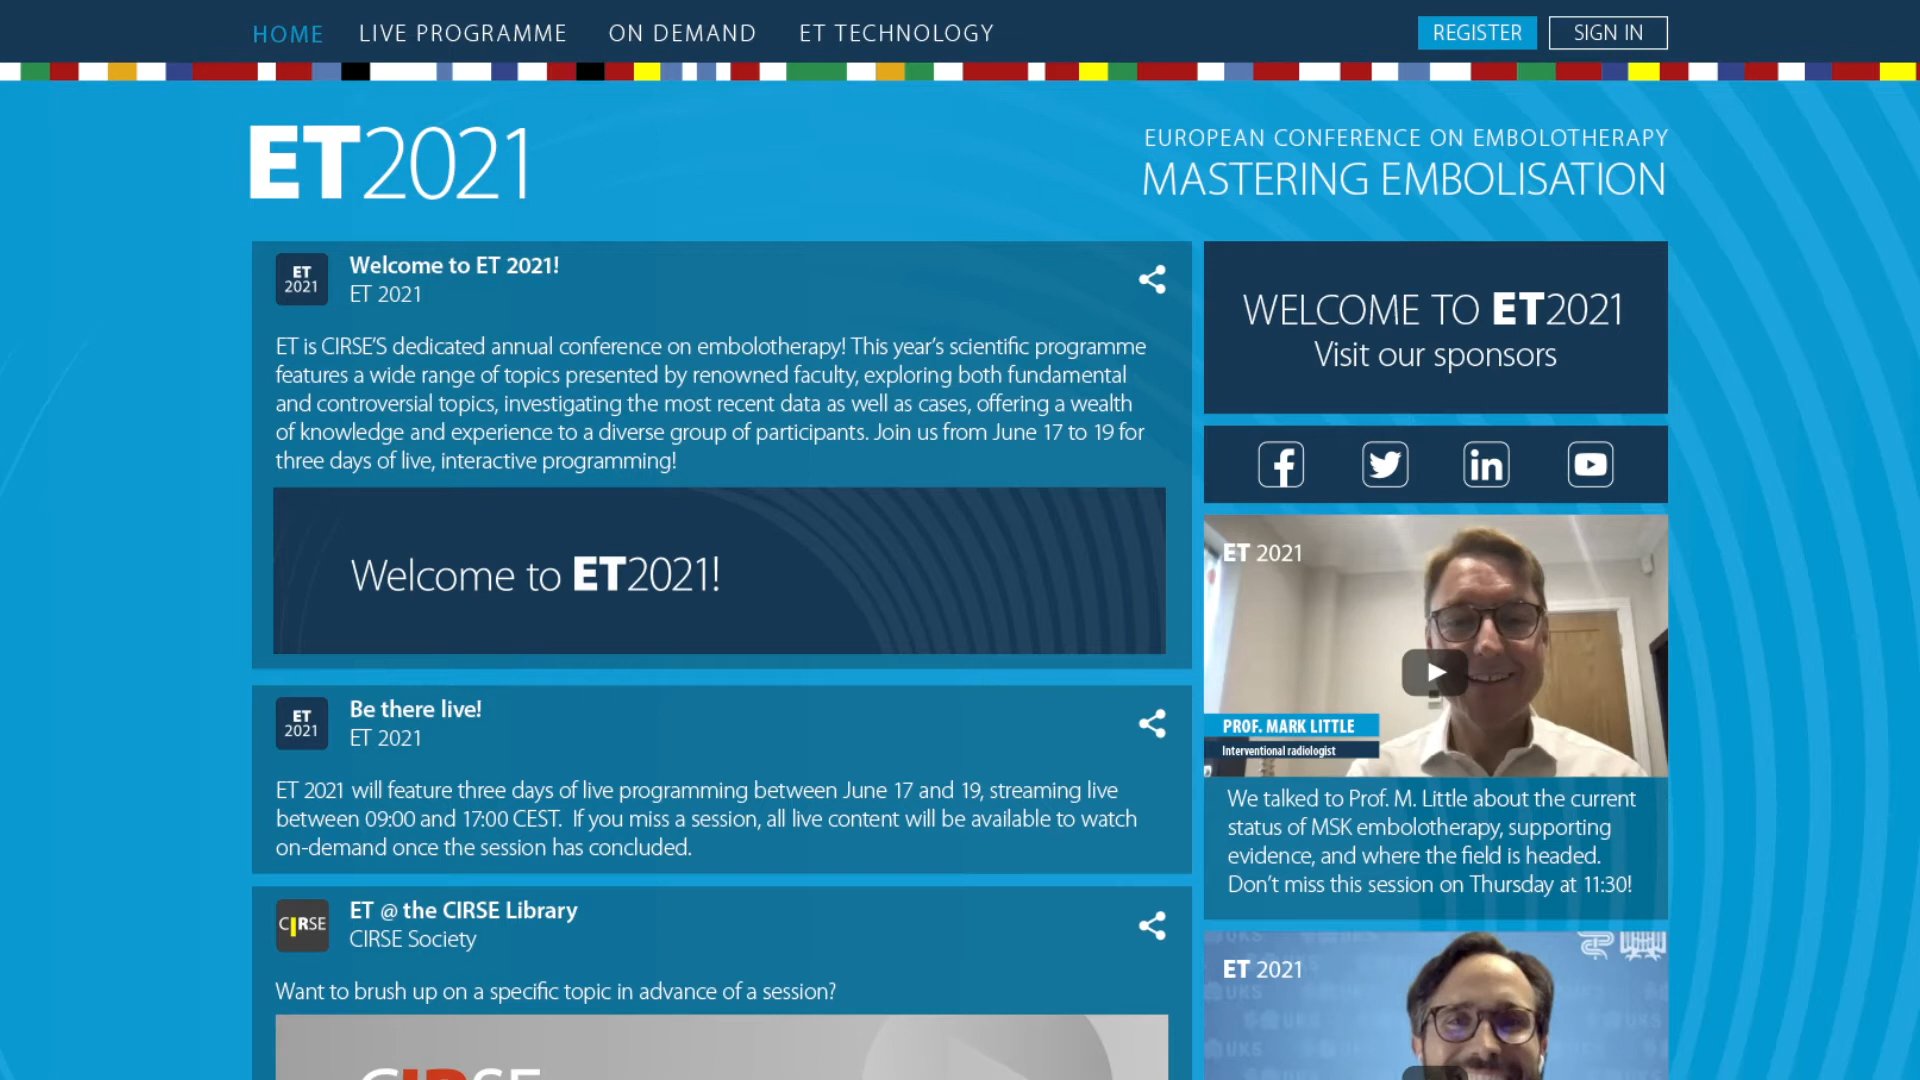 HOME LIVE PROGRAMME ON DEMAND ET TECHNOLOGY REGISTER SIGN IN
ET2021
EUROPEAN CONFERENCE ON EMBOLOTHERAPY
MASTERING EMBOLISATION
ET
2021
Welcome to ET 2021!
ET 2021
ET is CIRSE'S dedicated annual conference on embolotherapy! This year's scientific programme
features a wide range of topics presented by renowned faculty, exploring both fundamental
and controversial topics, investigating the most recent data as well as cases, offering a wealth
of knowledge and experience to a diverse group of participants. Join us from June 17 to 19 for
three days of live, interactive programming!
Welcome to ET2021!
ET
2021
Be there live!
ET 2021
ET 2021 will feature three days of live programming between June 17 and 19, streaming live
between 09:00 and 17:00 CEST. If you miss a session, all live content will be available to watch
on-demand once the session has concluded.
CIRSE
ET @ the CIRSE Library
CIRSE Society
Want to brush up on a specific topic in advance of a session?
CIRSE
WELCOME TO ET2021
Visit our sponsors
ET 2021
PROF. MARK LITTLE
Interventional radiologist
We talked to Prof. M. Little about the current
status of MSK embolotherapy, supporting
evidence, and where the field is headed.
Don't miss this session on Thursday at 11:30!
ET 2021
UKS
UKS
UKS
UKS